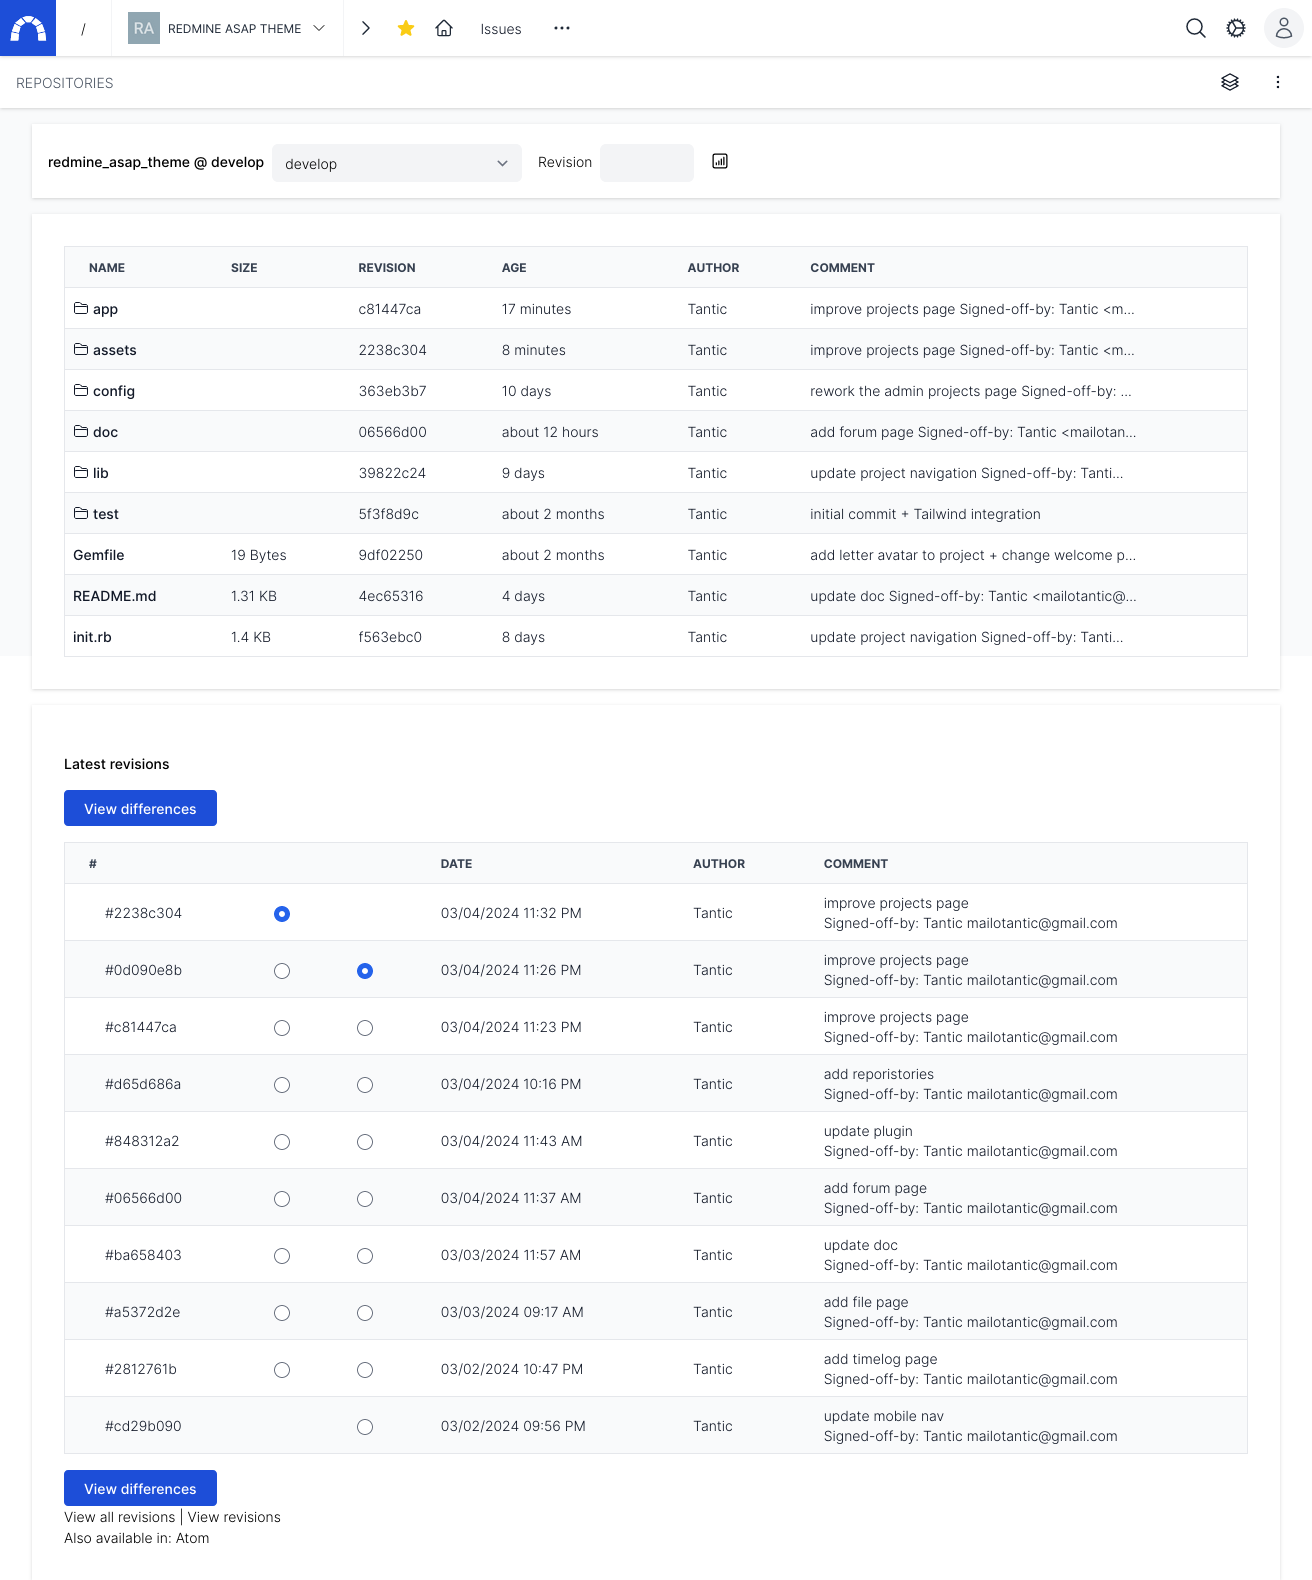 / RA REDMINE ASAP THEME Issues
REPOSITORIES
redmine_asap_theme @ develop develop Revision
NAME SIZE REVISION AGE AUTHOR COMMENT
app c81447ca 17 minutes Tantic improve projects page Signed-off-by: Tantic <m...
assets 2238c304 8 minutes Tantic improve projects page Signed-off-by: Tantic <m...
config 363eb3b7 10 days Tantic rework the admin projects page Signed-off-by: ...
doc 06566d00 about 12 hours Tantic add forum page Signed-off-by: Tantic <mailotan...
lib 39822c24 9 days Tantic update project navigation Signed-off-by: Tanti...
test 5f3f8d9c about 2 months Tantic initial commit + Tailwind integration
Gemfile 19 Bytes 9df02250 about 2 months Tantic add letter avatar to project + change welcome p...
README.md 1.31 KB 4ec65316 4 days Tantic update doc Signed-off-by: Tantic <mailotantic@...
init.rb 1.4 KB f563ebc0 8 days Tantic update project navigation Signed-off-by: Tanti...
Latest revisions
View differences
# DATE AUTHOR COMMENT
#2238c304 03/04/2024 11:32 PM Tantic improve projects page
Signed-off-by: Tantic mailotantic@gmail.com
#0d090e8b 03/04/2024 11:26 PM Tantic improve projects page
Signed-off-by: Tantic mailotantic@gmail.com
#c81447ca 03/04/2024 11:23 PM Tantic improve projects page
Signed-off-by: Tantic mailotantic@gmail.com
#d65d686a 03/04/2024 10:16 PM Tantic add reporistories
Signed-off-by: Tantic mailotantic@gmail.com
#848312a2 03/04/2024 11:43 AM Tantic update plugin
Signed-off-by: Tantic mailotantic@gmail.com
#06566d00 03/04/2024 11:37 AM Tantic add forum page
Signed-off-by: Tantic mailotantic@gmail.com
#ba658403 03/03/2024 11:57 AM Tantic update doc
Signed-off-by: Tantic mailotantic@gmail.com
#a5372d2e 03/03/2024 09:17 AM Tantic add file page
Signed-off-by: Tantic mailotantic@gmail.com
#2812761b 03/02/2024 10:47 PM Tantic add timelog page
Signed-off-by: Tantic mailotantic@gmail.com
#cd29b090 03/02/2024 09:56 PM Tantic update mobile nav
Signed-off-by: Tantic mailotantic@gmail.com
View differences
View all revisions | View revisions
Also available in: Atom